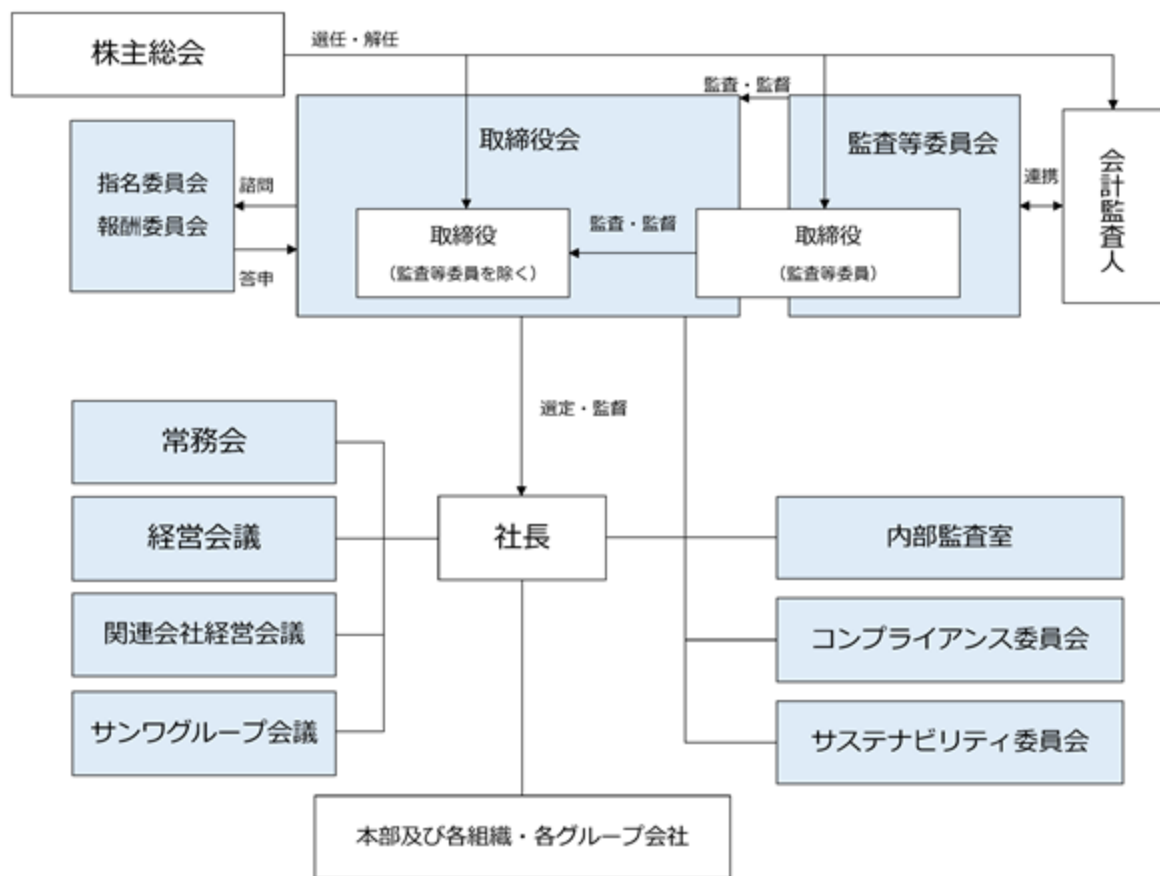 株主総会
選任・解任
監査・監督
取締役会
監査等委員会
指名委員会
報酬委員会
諮問
答申
連携
会計監査人
取締役
（監査等委員を除く）
監査・監督
取締役
（監査等委員）
選定・監督
常務会
経営会議
関連会社経営会議
サンワグループ会議
社長
内部監査室
コンプライアンス委員会
サステナビリティ委員会
本部及び各組織・各グループ会社